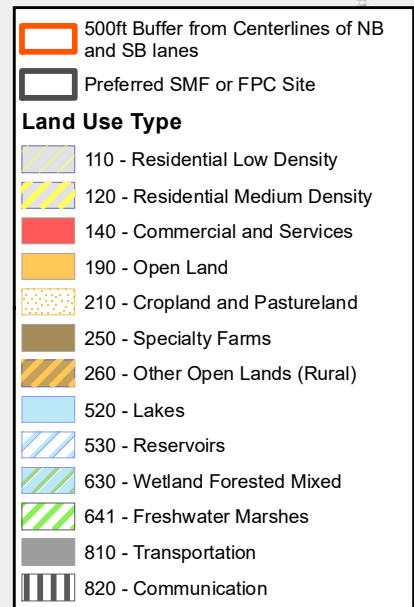 500ft Buffer from Centerlines of NB
and SB lanes
Preferred SMF or FPC Site
Land Use Type
110 - Residential Low Density
120 - Residential Medium Density
140 - Commercial and Services
190 - Open Land
210 - Cropland and Pastureland
250 - Specialty Farms
260 - Other Open Lands (Rural)
520 - Lakes
530 - Reservoirs
630 - Wetland Forested Mixed
641 - Freshwater Marshes
810 - Transportation
820 - Communication